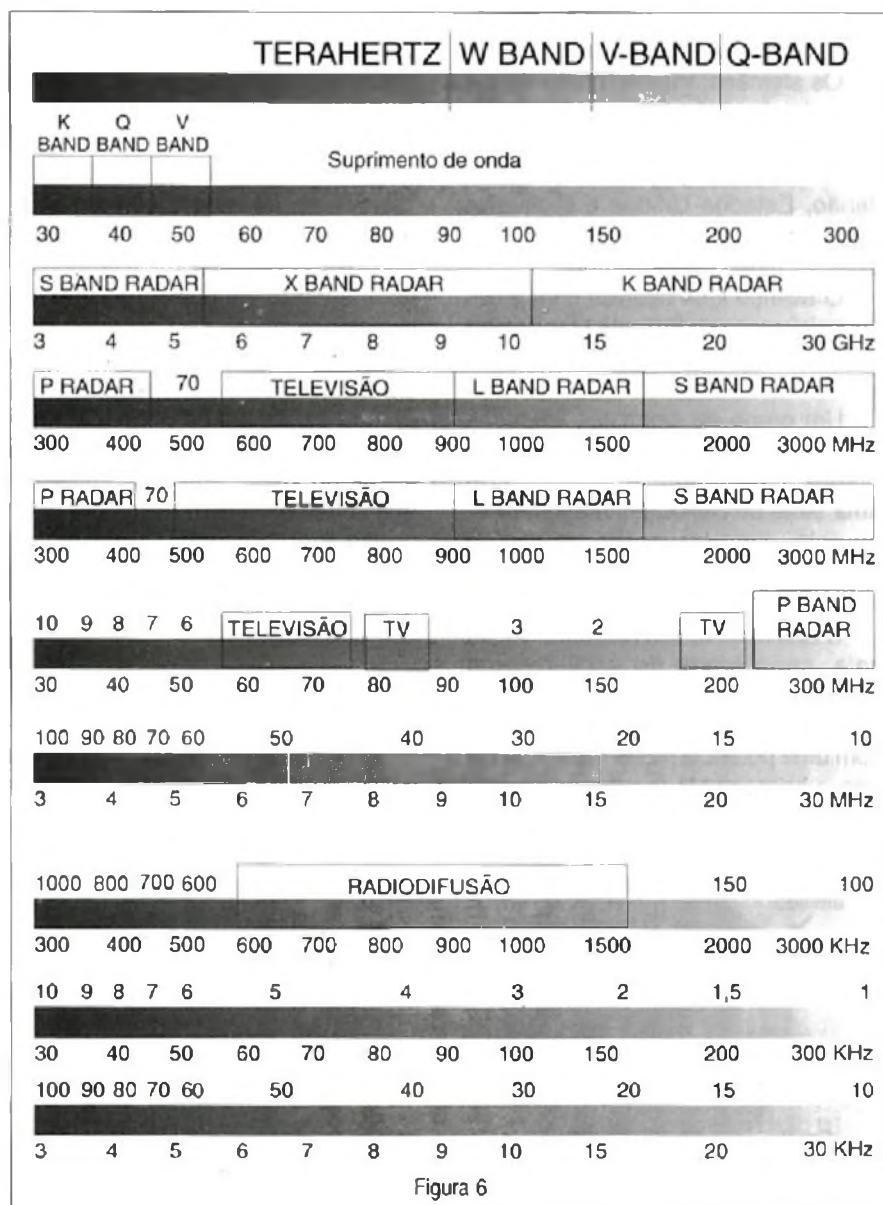 TERAHERTZ W BAND V-BAND Q-BAND
K Q V
BAND BAND BAND
Suprimento de onda
30 40 50 60 70 80 90 100 150 200 300
S BAND RADAR X BAND RADAR K BAND RADAR
3 4 5 6 7 8 9 10 15 20 30 GHz
P RADAR 70 TELEVISÃO L BAND RADAR S BAND RADAR
300 400 500 600 700 800 900 1000 1500 2000 3000 MHz
P RADAR 70 TELEVISÃO L BAND RADAR S BAND RADAR
300 400 500 600 700 800 900 1000 1500 2000 3000 MHz
P BAND
10 9 8 7 6 TELEVISÃO TV 3 2 TV RADAR
30 40 50 60 70 80 90 100 150 200 300 MHz
100 90 80 70 60 50 40 30 20 15 10
3 4 5 6 7 8 9 10 15 20 30 MHz
1000 800 700 600 RADIODIFUSÃO 150 100
300 400 500 600 700 800 900 1000 1500 2000 3000 KHz
10 9 8 7 6 5 4 3 2 1,5 1
30 40 50 60 70 80 90 100 150 200 300 KHz
100 90 80 70 60 50 40 30 20 15 10
3 4 5 6 7 8 9 10 15 20 30 KHz
Figura 6